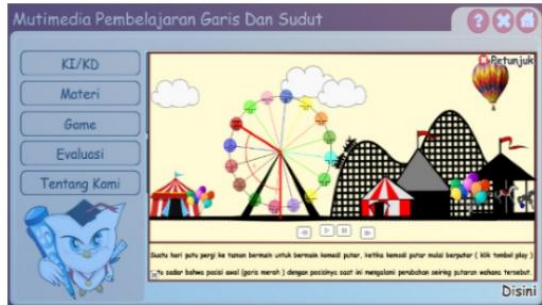 Mutimedia Pembelajaran Garis Dan Sudut
KI/KD
Materi
Game
Evaluasi
Tentang Kami
Petunjuk
Suatu hari putu pergi ke taman bermain untuk bermain komedi putar, ketika komedi putar mulai berputar ( klik tombol play )
sadar bahwa posisi awal (garis merah ) dengan posisinya saat ini mengalami perubahan seiring putaran wahana tersebut.
Disini